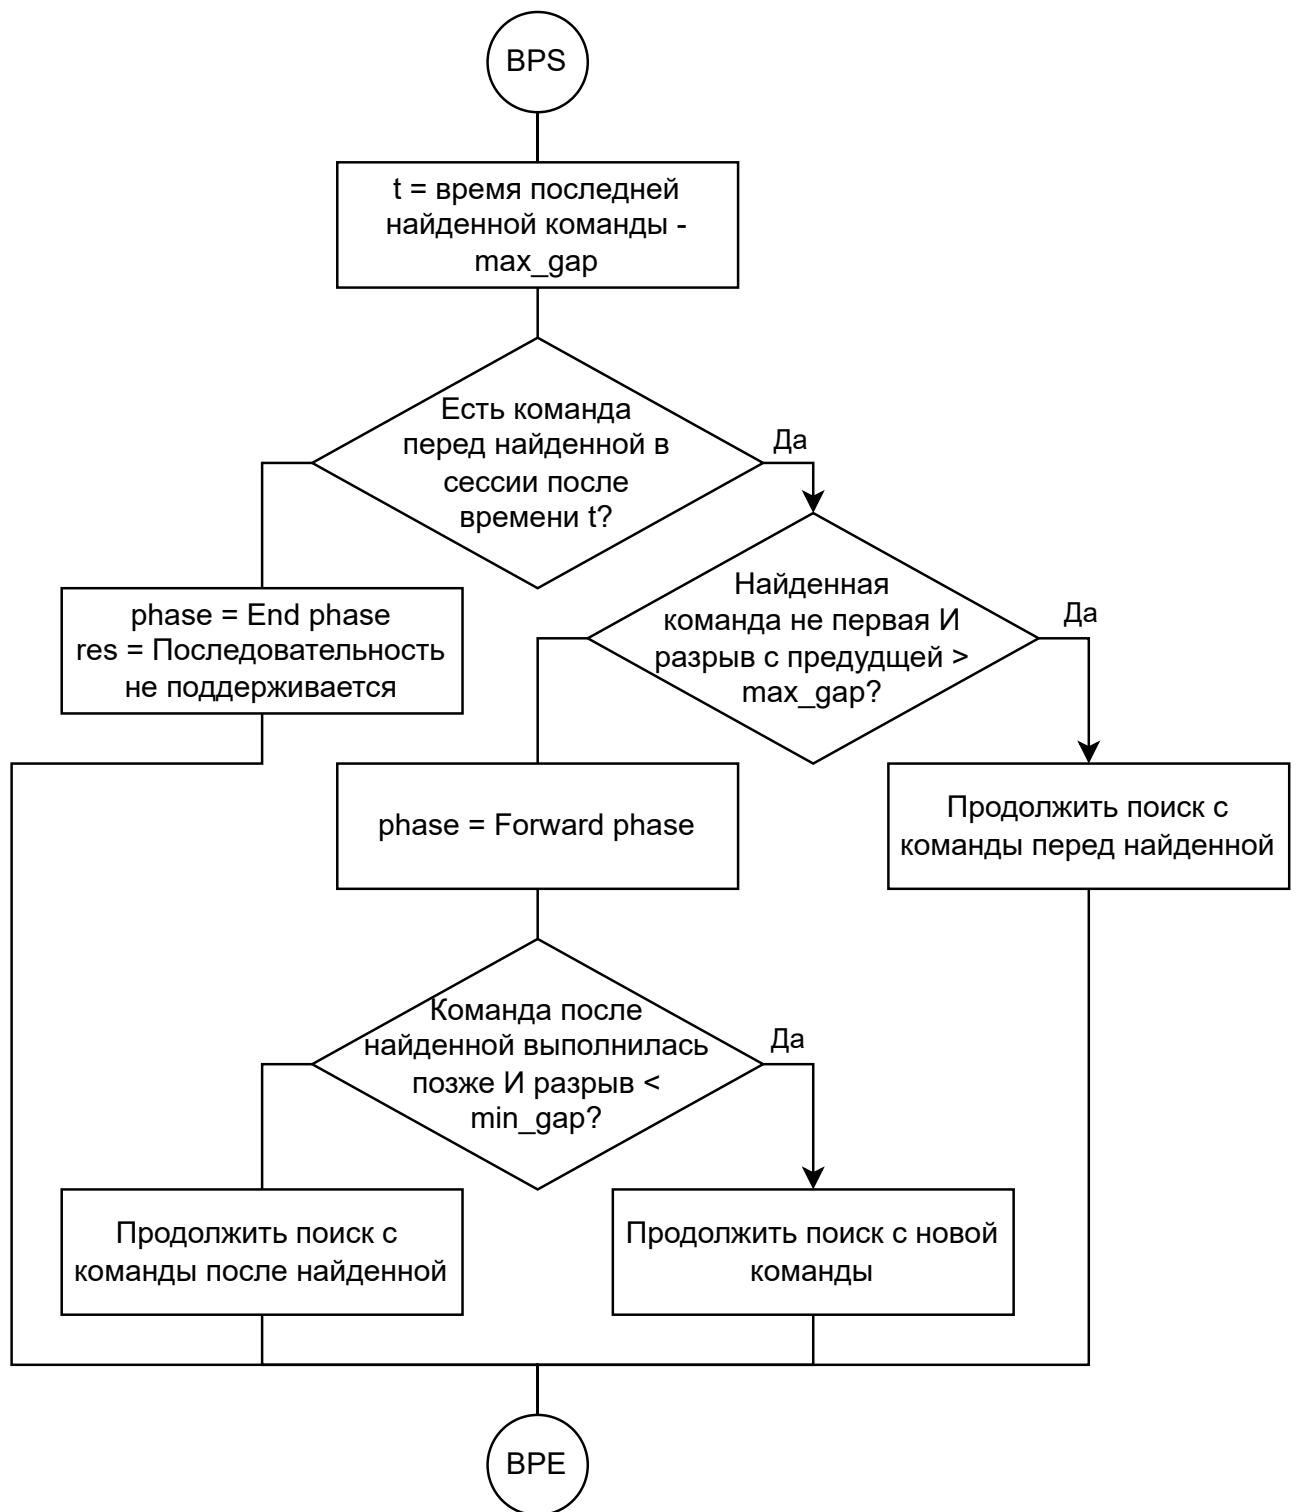 BPS
t = время последней
найденной команды -
max_gap
Есть команда
перед найденной в
сессии после
времени t?
Да
Найденная
команда не первая И
разрыв с предудщей >
max_gap?
Да
phase = End phase
res = Последовательность
не поддерживается
phase = Forward phase
Продолжить поиск с
команды перед найденной
Команда после
найденной выполнилась
позже И разрыв <
min_gap?
Да
Продолжить поиск с
команды после найденной
Продолжить поиск с новой
команды
BPE